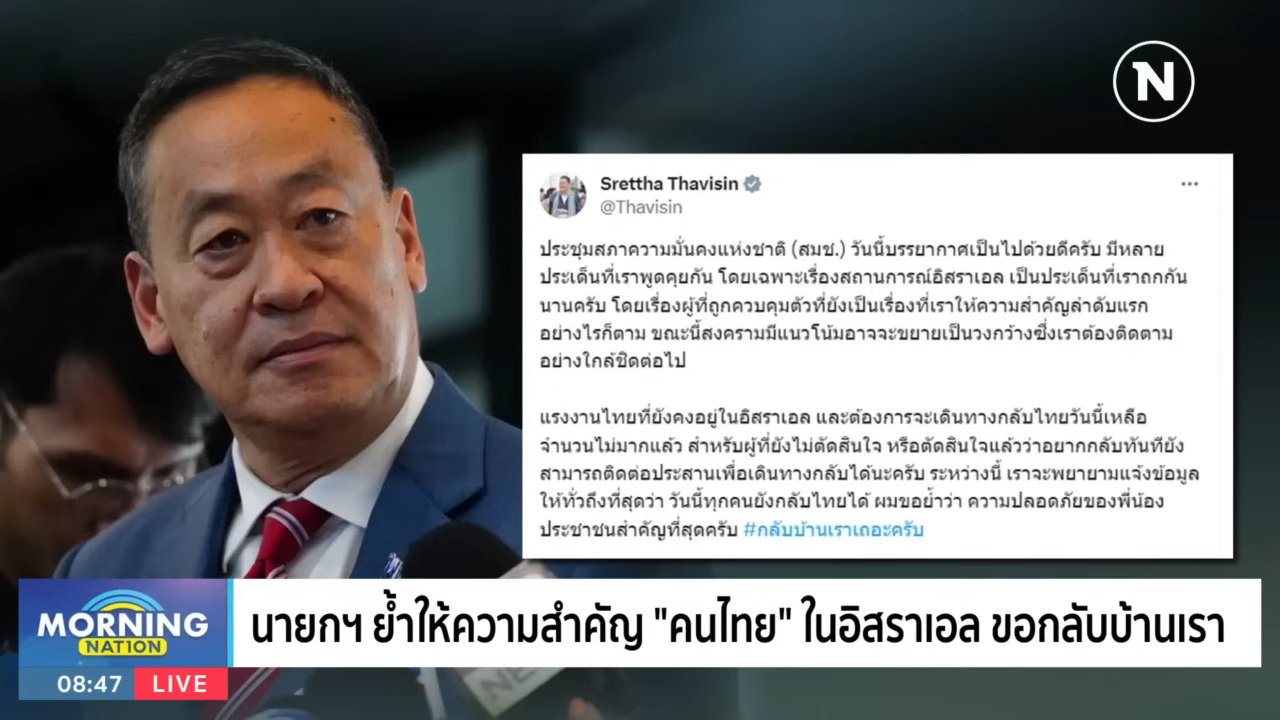 N
Srettha Thavisin
@Thavisin
ประชุมสภาความมั่นคงแห่งชาติ (สมช.) วันนี้บรรยากาศเป็นไปด้วยดีครับ มีหลาย
ประเด็นที่เราพูดคุยกัน โดยเฉพาะเรื่องสถานการณ์อิสราเอล เป็นประเด็นที่เราถกกัน
นานครับ โดยเรื่องผู้ที่ถูกควบคุมตัวที่ยังเป็นเรื่องที่เราให้ความสำคัญลำดับแรก
อย่างไรก็ตาม ขณะนี้สงครามมีแนวโน้มอาจจะขยายเป็นวงกว้างซึ่งเราต้องติดตาม
อย่างใกล้ชิดต่อไป
แรงงานไทยที่ยังคงอยู่ในอิสราเอล และต้องการจะเดินทางกลับไทยวันนี้เหลือ
จำนวนไม่มากแล้ว สำหรับผู้ที่ยังไม่ตัดสินใจ หรือตัดสินใจแล้วว่าอยากกลับทันทียัง
สามารถติดต่อประสานเพื่อเดินทางกลับได้นะครับ ระหว่างนี้ เราจะพยายามแจ้งข้อมูล
ให้ทั่วถึงที่สุดว่า วันนี้ทุกคนยังกลับไทยได้ ผมขอย้ำว่า ความปลอดภัยของพี่น้อง
ประชาชนสำคัญที่สุดครับ #กลับบ้านเราเถอะครับ
MORNING
NATION
นายกฯ ย้ำให้ความสำคัญ "คนไทย" ในอิสราเอล ขอกลับบ้านเรา
08:47 LIVE